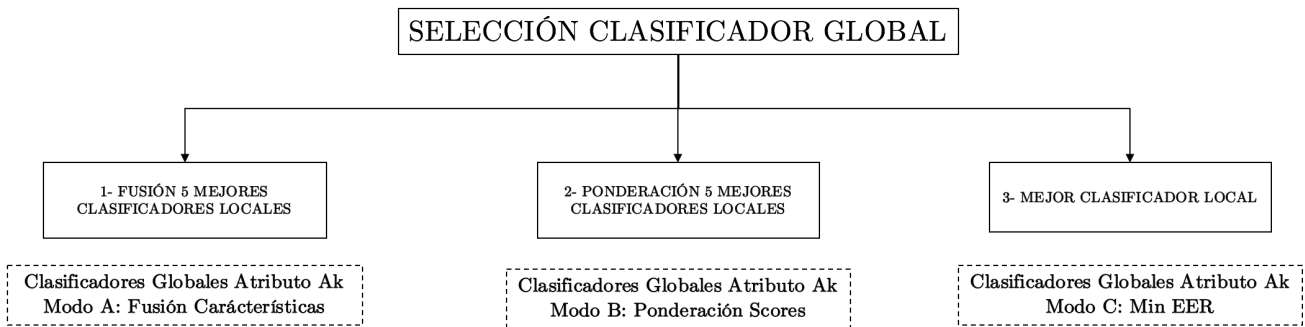 SELECCIÓN CLASIFICADOR GLOBAL
1- FUSIÓN 5 MEJORES
CLASIFICADORES LOCALES
2- PONDERACIÓN 5 MEJORES
CLASIFICADORES LOCALES
3- MEJOR CLASIFICADOR LOCAL
Clasificadores Globales Atributo Ak
Modo A: Fusión Carácterísticas
Clasificadores Globales Atributo Ak
Modo B: Ponderación Scores
Clasificadores Globales Atributo Ak
Modo C: Min EER